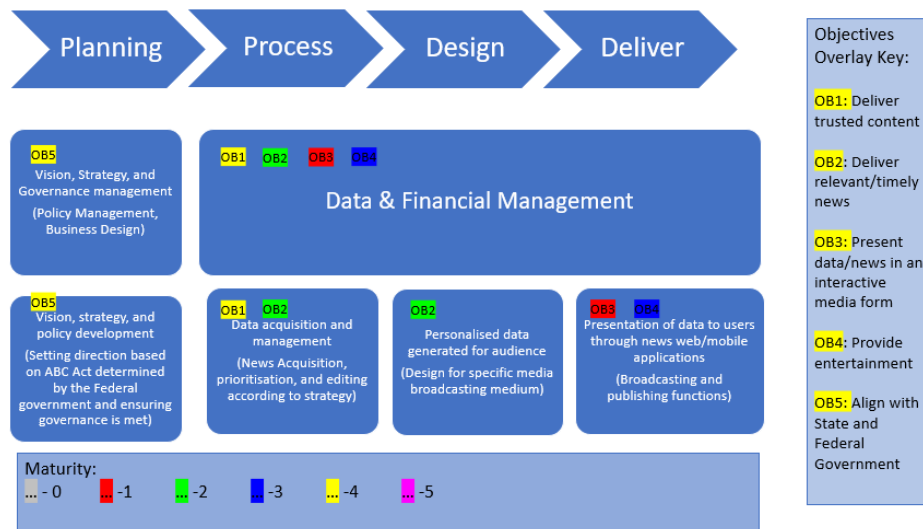 Planning
Process
Design
Deliver
OB5
Vision, Strategy, and
Governance management
(Policy Management,
Business Design)
OB1 OB2 OB3 OB4
Data & Financial Management
OB5
Vision, strategy, and
policy development
(Setting direction based
on ABC Act determined
by the Federal
government and ensuring
governance is met)
OB1 OB2
Data acquisition and
management
(News Acquisition,
prioritisation, and editing
according to strategy)
OB2
Personalised data
generated for audience
(Design for specific media
broadcasting medium)
OB3 OB4
Presentation of data to users
through news web/mobile
applications
(Broadcasting and
publishing functions)
Maturity:
... - 0 ... -1 ... -2 ... -3 ... -4 ... -5
Objectives
Overlay Key:
OB1: Deliver
trusted content
OB2: Deliver
relevant/timely
news
OB3: Present
data/news in an
interactive
media form
OB4: Provide
entertainment
OB5: Align with
State and
Federal
Government